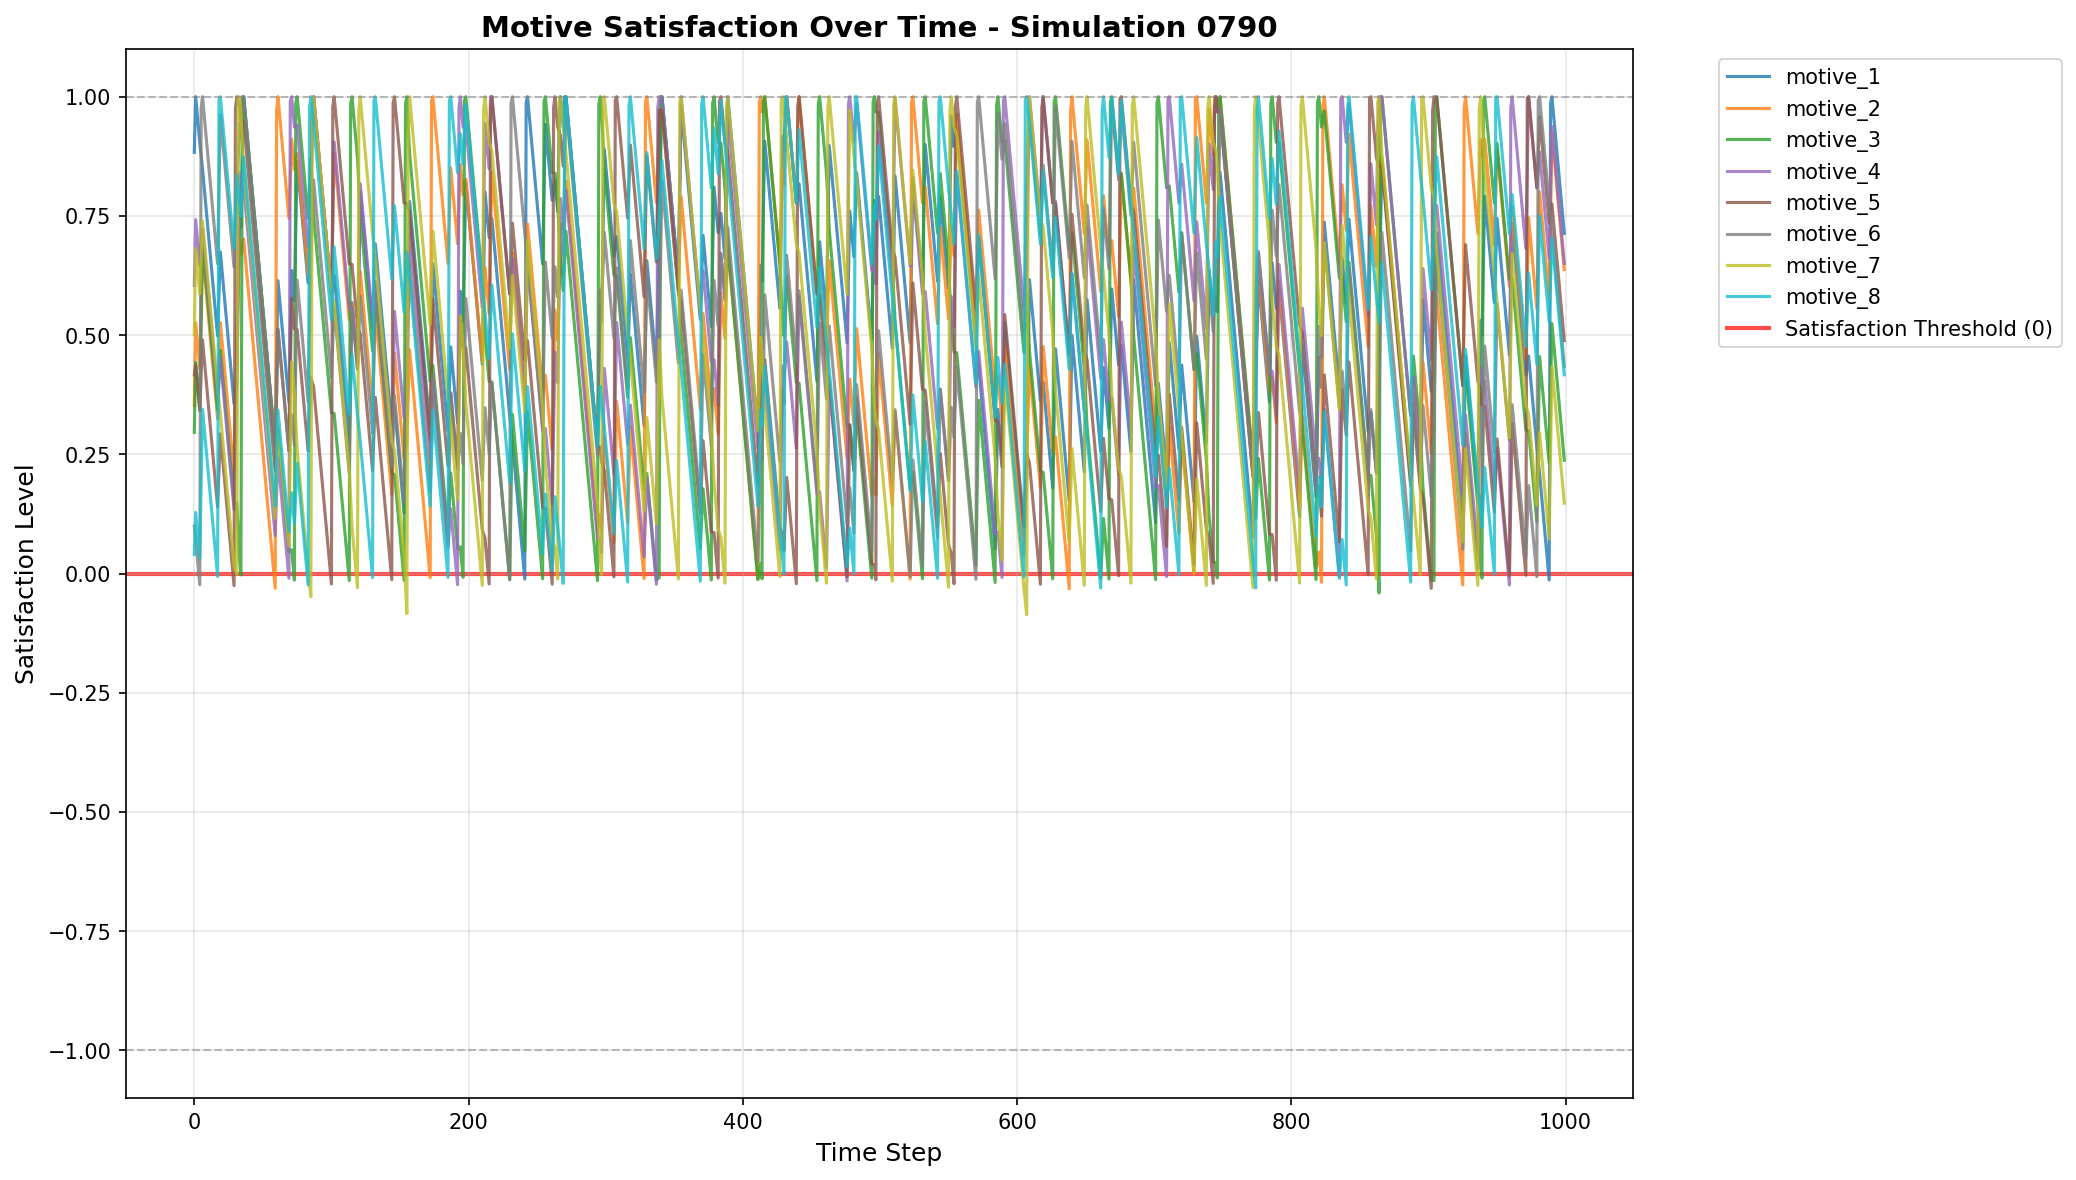 Motive Satisfaction Over Time - Simulation 0790
Satisfaction Level
1.00
0.75
0.50
0.25
0.00
−0.25
−0.50
−0.75
−1.00
0
200
400
600
800
1000
Time Step
motive_1
motive_2
motive_3
motive_4
motive_5
motive_6
motive_7
motive_8
Satisfaction Threshold (0)